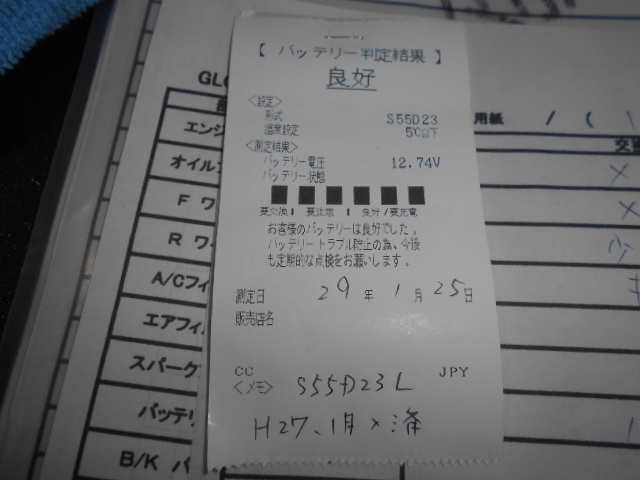 【 バッテリー判定結果 】
良好
<設定>
形式 S55D23
温度設定 5℃以下
<測定結果>
バッテリー電圧 12.74V
バッテリー状態
要交換 | 要注意 | 良好/要充電
お客様のバッテリーは良好でした。
バッテリートラブル防止の為、今後
も定期的な点検をお願いします。
測定日 29 年 1 月 25 日
販売店名
CC JPY
<メモ> S55D23L
H27、1月
GL
エンジ
オイル
F ワ
R ワ
A/Cフィ
エアフィル
スパーク
バッテリ
B/K パ
用紙 / (